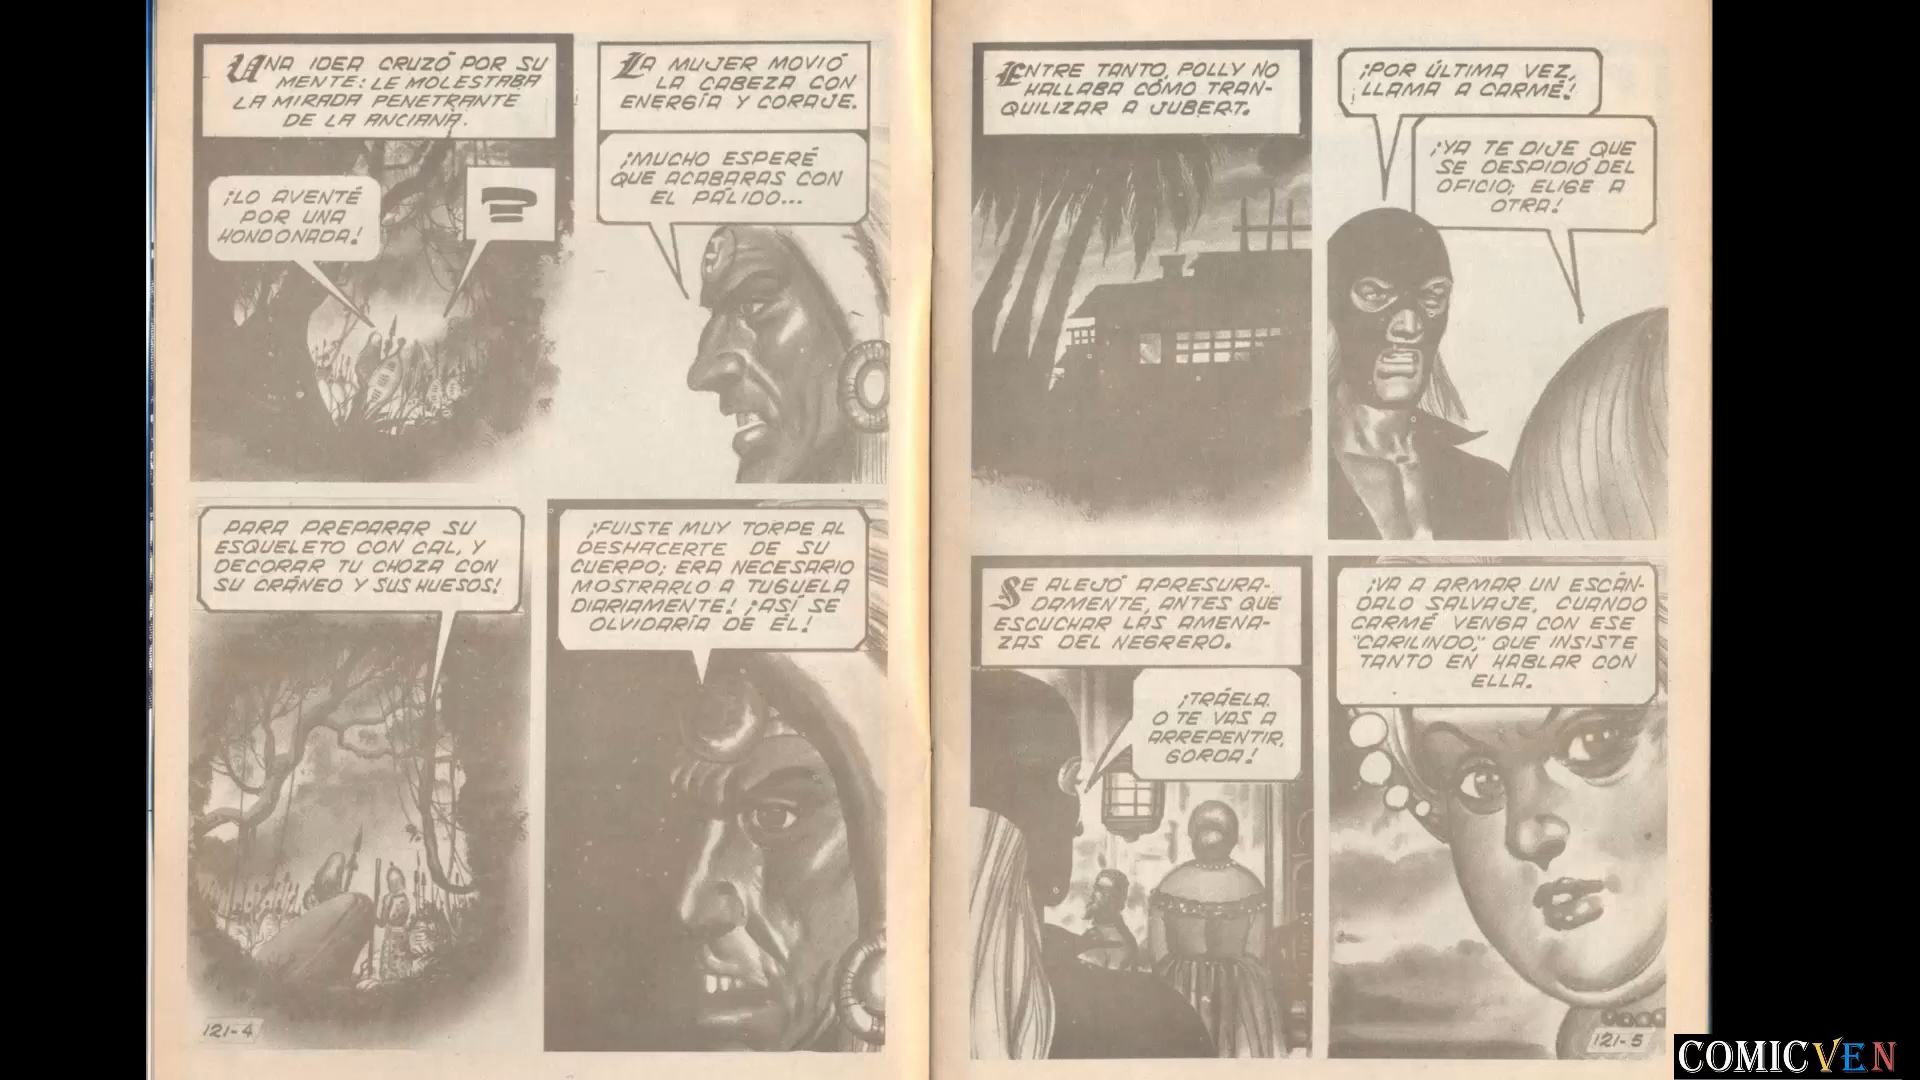 UNA IDEA CRUZÓ POR SU
MENTE: LE MOLESTABA
LA MIRADA PENETRANTE
DE LA ANCIANA.
¡LO AVENTÉ
POR UNA
HONDONADA!
?
LA MUJER MOVIÓ
LA CABEZA CON
ENERGÍA Y CORAJE.
¡MUCHO ESPERÉ
QUE ACABARAS CON
EL PÁLIDO...
PARA PREPARAR SU
ESQUELETO CON CAL, Y
DECORAR TU CHOZA CON
SU CRÁNEO Y SUS HUESOS!
¡FUISTE MUY TORPE AL
DESHACERTE DE SU
CUERPO; ERA NECESARIO
MOSTRARLO A TUGUELA
DIARIAMENTE! ¡ASÍ SE
OLVIDARÍA DE ÉL!
121-4
ENTRE TANTO, POLLY NO
HALLABA CÓMO TRAN-
QUILIZAR A JUBERT.
¡POR ÚLTIMA VEZ,
LLAMA A CARMÉ!
¡YA TE DIJE QUE
SE DESPIDIÓ DEL
OFICIO; ELIGE A
OTRA!
SE ALEJÓ APRESURA-
DAMENTE, ANTES QUE
ESCUCHAR LAS AMENA-
ZAS DEL NEGRERO.
¡TRÁELA,
O TE VAS A
ARREPENTIR,
GORDA!
¡VA A ARMAR UN ESCÁN-
DALO SALVAJE, CUANDO
CARMÉ VENGA CON ESE
"CARILINDO", QUE INSISTE
TANTO EN HABLAR CON
ELLA.
121-5
COMICVEN